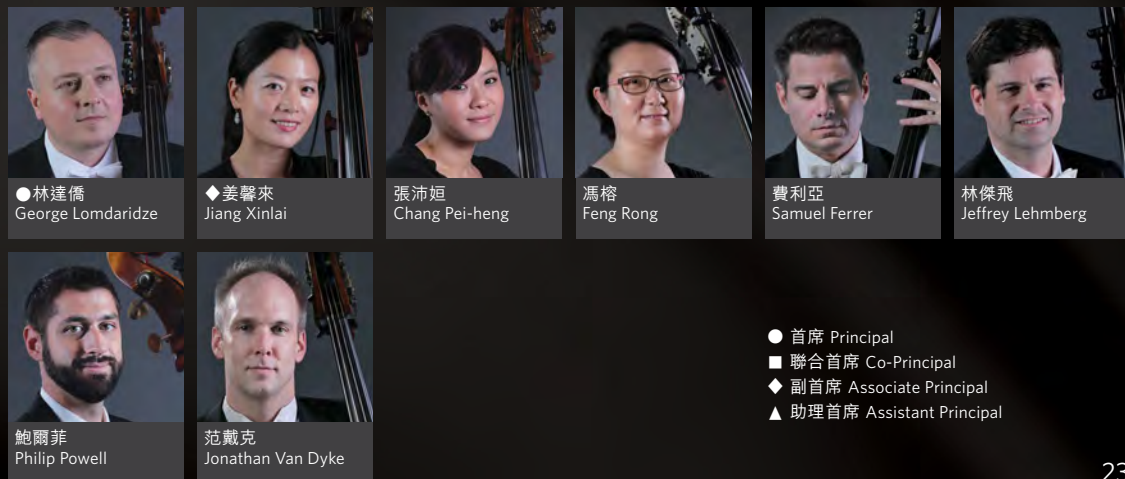 ●林達僑
George Lomdaridze
◆姜馨來
Jiang Xinlai
張沛姮
Chang Pei-heng
馮榕
Feng Rong
費利亞
Samuel Ferrer
林傑飛
Jeffrey Lehmberg
鮑爾菲
Philip Powell
范戴克
Jonathan Van Dyke
● 首席 Principal
■ 聯合首席 Co-Principal
◆ 副首席 Associate Principal
▲ 助理首席 Assistant Principal
23